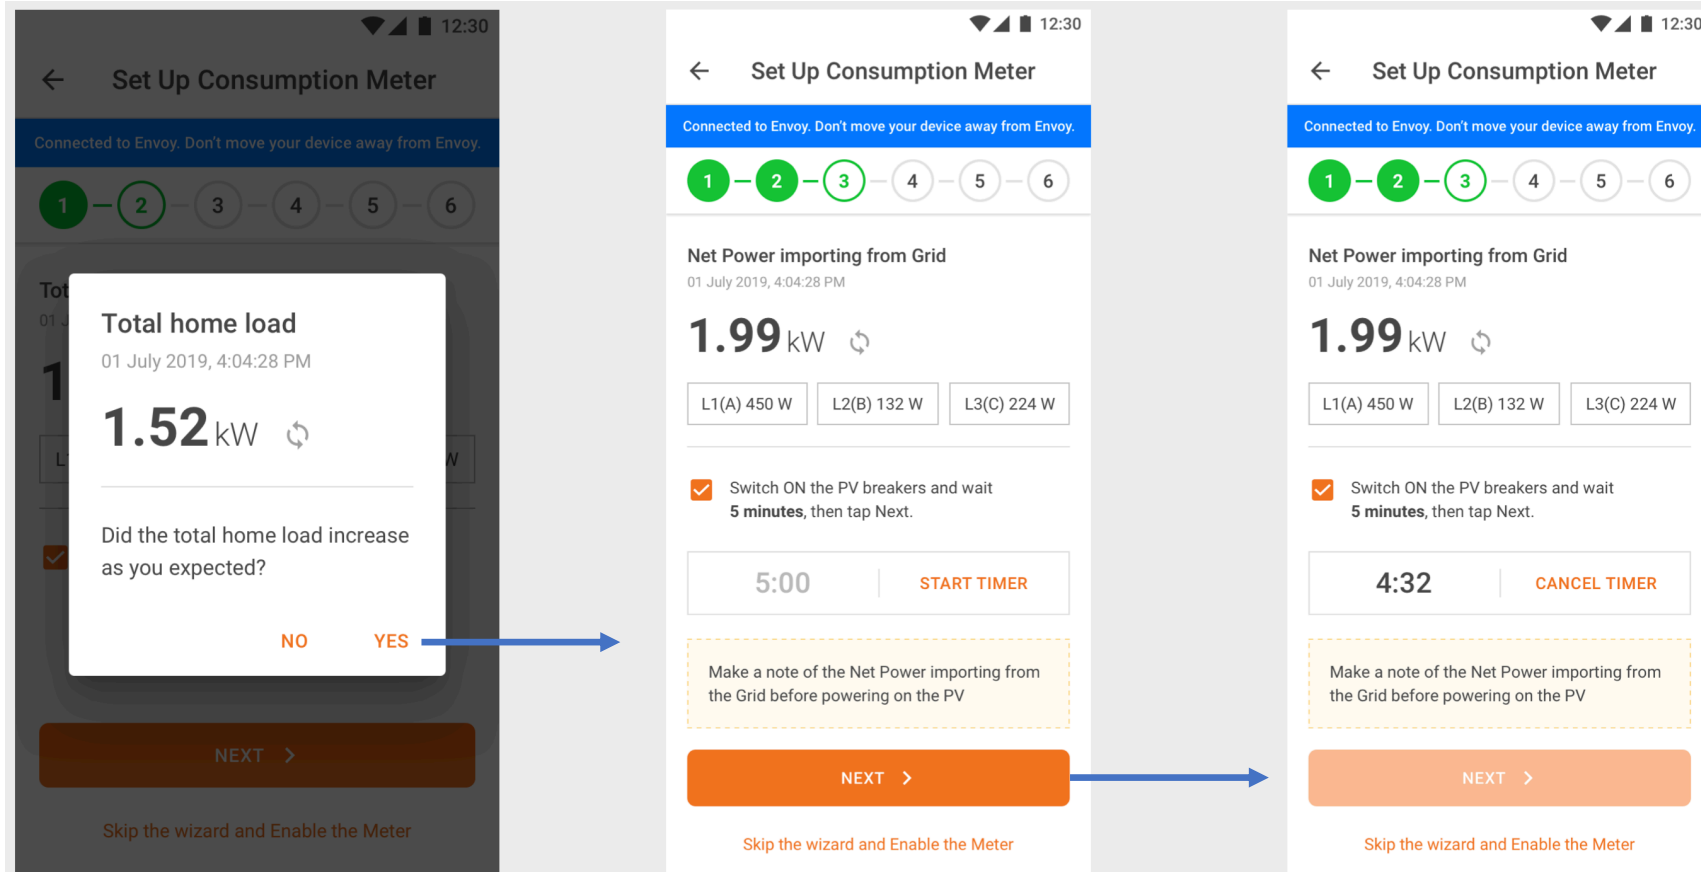 12:30
Set Up Consumption Meter
Connected to Envoy. Don't move your device away from Envoy.
1
2
3
4
5
6
Tot
01 J
1
L
W
Total home load
01 July 2019, 4:04:28 PM
1.52 kW
Did the total home load increase
as you expected?
NO YES
NEXT
Skip the wizard and Enable the Meter
12:30
Set Up Consumption Meter
Connected to Envoy. Don't move your device away from Envoy.
1
2
3
4
5
6
Net Power importing from Grid
01 July 2019, 4:04:28 PM
1.99 kW
L1(A) 450 W
L2(B) 132 W
L3(C) 224 W
Switch ON the PV breakers and wait
5 minutes, then tap Next.
5:00
START TIMER
Make a note of the Net Power importing from
the Grid before powering on the PV
NEXT
Skip the wizard and Enable the Meter
12:30
Set Up Consumption Meter
Connected to Envoy. Don't move your device away from Envoy.
1
2
3
4
5
6
Net Power importing from Grid
01 July 2019, 4:04:28 PM
1.99 kW
L1(A) 450 W
L2(B) 132 W
L3(C) 224 W
Switch ON the PV breakers and wait
5 minutes, then tap Next.
4:32
CANCEL TIMER
Make a note of the Net Power importing from
the Grid before powering on the PV
NEXT
Skip the wizard and Enable the Meter